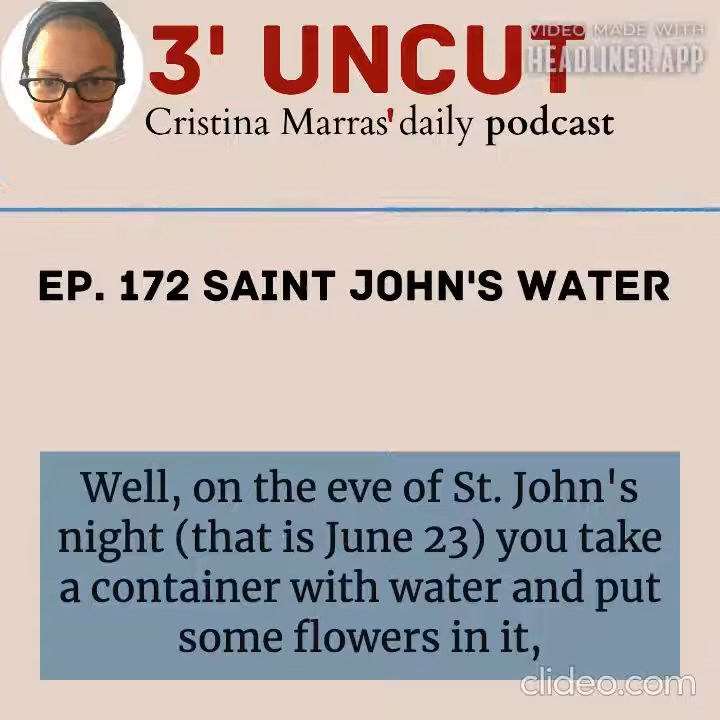 3' UNCUT
VIDEO MADE WITH
HEADLINER.APP
Cristina Marras' daily podcast
EP. 172 SAINT JOHN'S WATER
Well, on the eve of St. John's
night (that is June 23) you take
a container with water and put
some flowers in it,
clideo.com